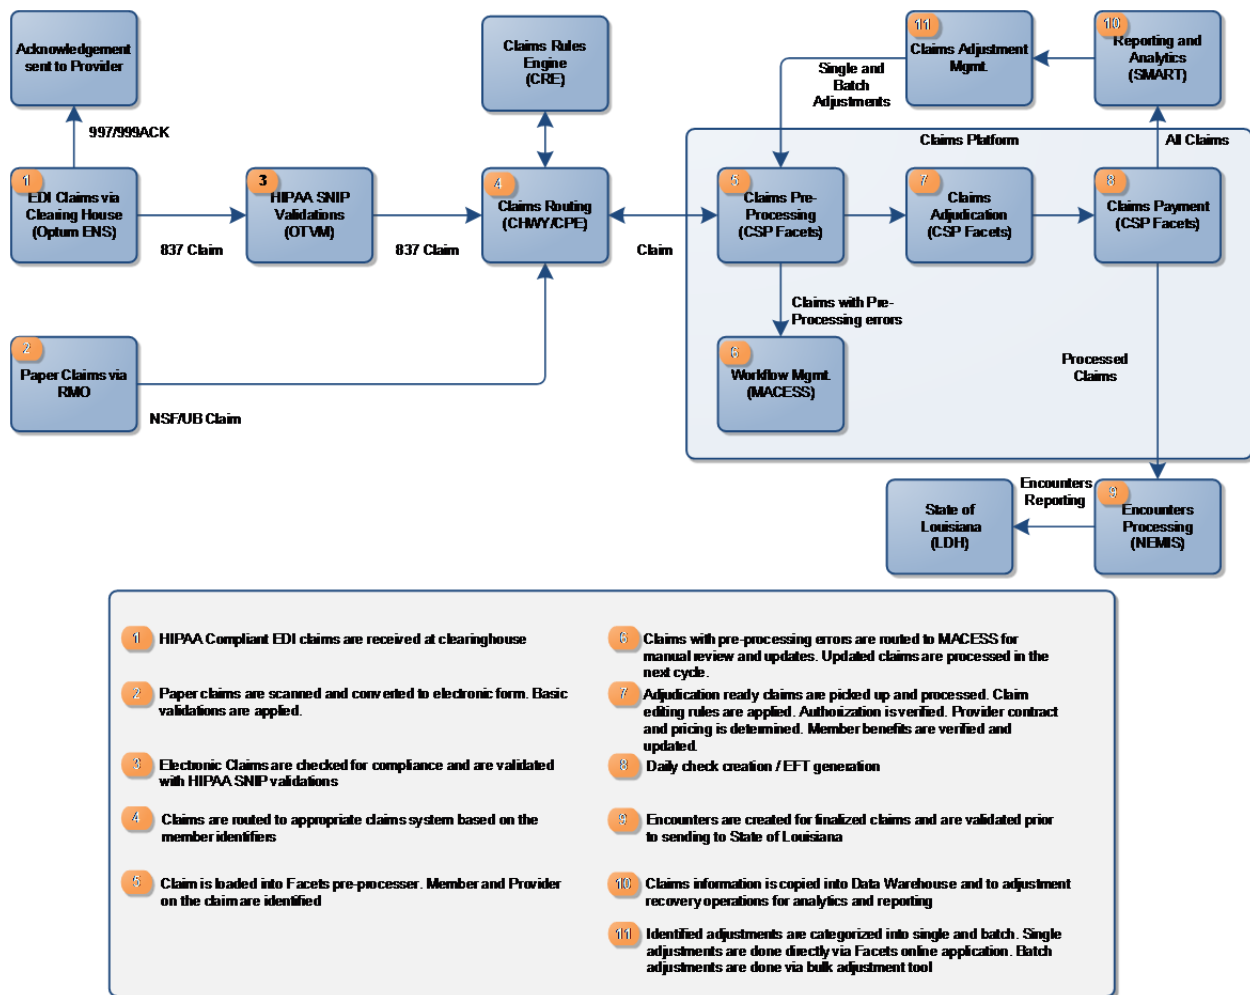 Acknowledgement
sent to Provider
997/999ACK
Claims Rules
Engine
(CRE)
11
Claims Adjustment
Mgmt.
10
Reporting and
Analytics
(SMART)
Single and
Batch
Adjustments
Claims Platform
All Claims
1
EDI Claims via
Clearing House
(Optum ENS)
837 Claim
3
HIPAA SNIP
Validations
(OTVM)
837 Claim
4
Claims Routing
(CHWY/CPE)
Claim
5
Claims Pre-
Processing
(CSP Facets)
7
Claims
Adjudication
(CSP Facets)
8
Claims Payment
(CSP Facets)
Claims with Pre-
Processing errors
2
Paper Claims via
RMO
NSF/UB Claim
6
Workflow Mgmt.
(MACESS)
Processed
Claims
State of
Louisiana
(LDH)
Encounters
Reporting
9
Encounters
Processing
(NEMIS)
1 HIPAA Compliant EDI claims are received at clearinghouse
2 Paper claims are scanned and converted to electronic form. Basic
validations are applied.
3 Electronic Claims are checked for compliance and are validated
with HIPAA SNIP validations
4 Claims are routed to appropriate claims system based on the
member identifiers
5 Claim is loaded into Facets pre-processer. Member and Provider
on the claim are identified
6 Claims with pre-processing errors are routed to MACESS for
manual review and updates. Updated claims are processed in the
next cycle.
7 Adjudication ready claims are picked up and processed. Claim
editing rules are applied. Authorization is verified. Provider contract
and pricing is determined. Member benefits are verified and
updated.
8 Daily check creation / EFT generation
9 Encounters are created for finalized claims and are validated prior
to sending to State of Louisiana
10 Claims information is copied into Data Warehouse and to adjustment
recovery operations for analytics and reporting
11 Identified adjustments are categorized into single and batch. Single
adjustments are done directly via Facets online application. Batch
adjustments are done via bulk adjustment tool